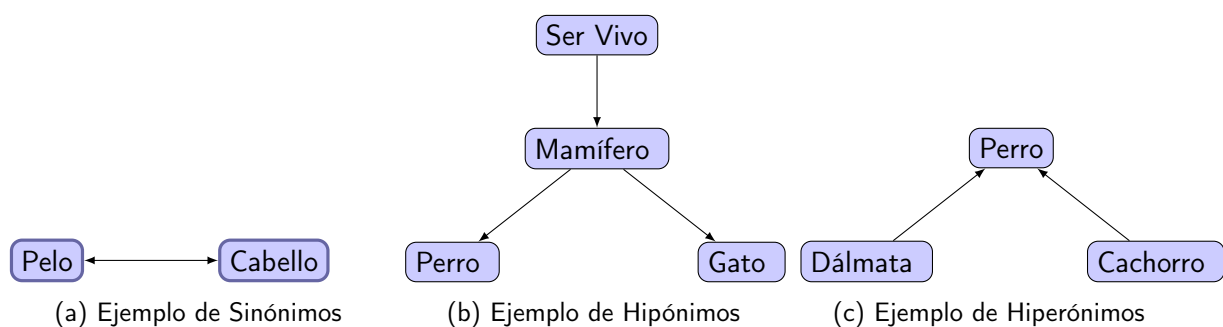 Ser Vivo
Mamífero
Perro
Pelo
Cabello
Perro
Gato
Dálmata
Cachorro
(a) Ejemplo de Sinónimos
(b) Ejemplo de Hipónimos
(c) Ejemplo de Hiperónimos